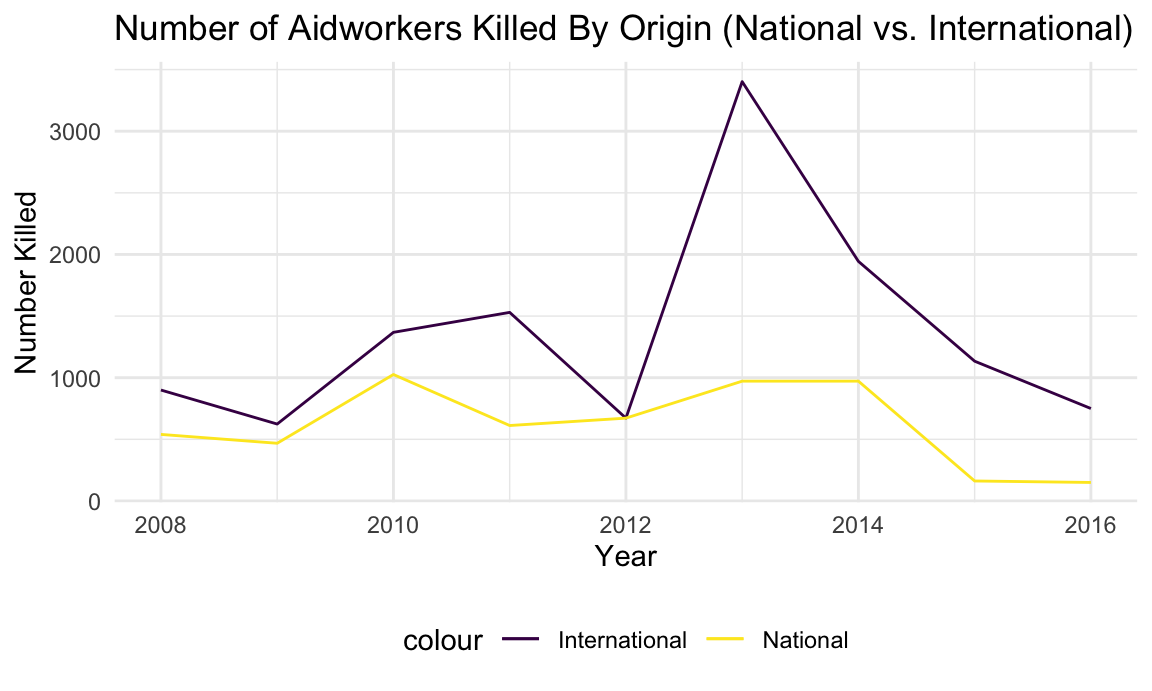 Number of Aidworkers Killed By Origin (National vs. International)
Number Killed
3000
2000
1000
0
2008 2010 2012 2014 2016
Year
colour International National